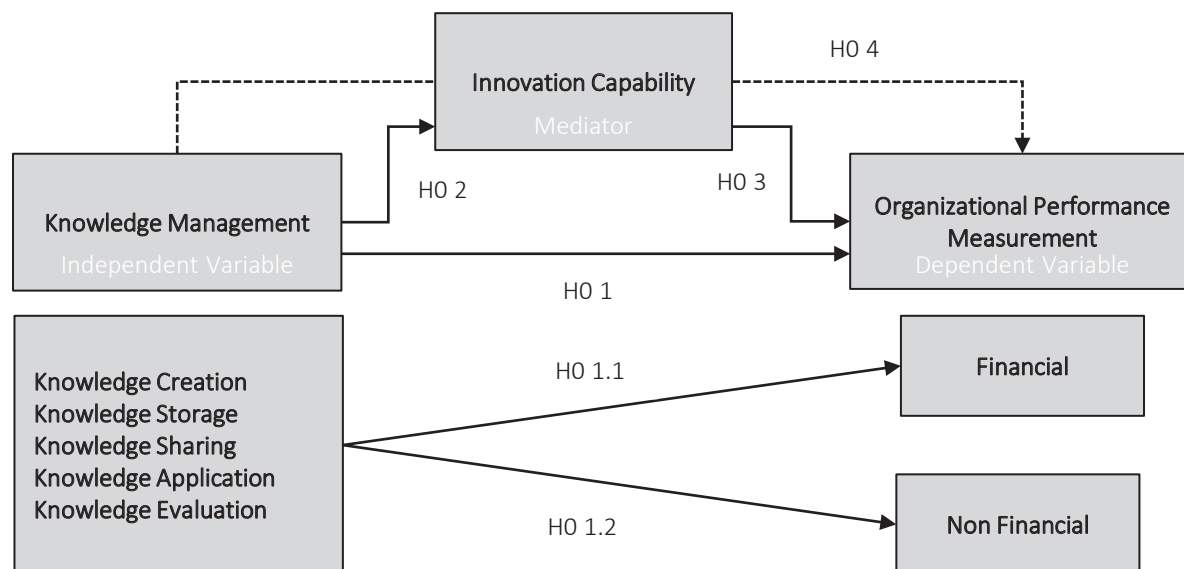 H0 4
Innovation Capability
Mediator
H0 2
H0 3
Knowledge Management
Independent Variable
Organizational Performance
Measurement
Dependent Variable
H0 1
Knowledge Creation
Knowledge Storage
Knowledge Sharing
Knowledge Application
Knowledge Evaluation
H0 1.1
Financial
H0 1.2
Non Financial